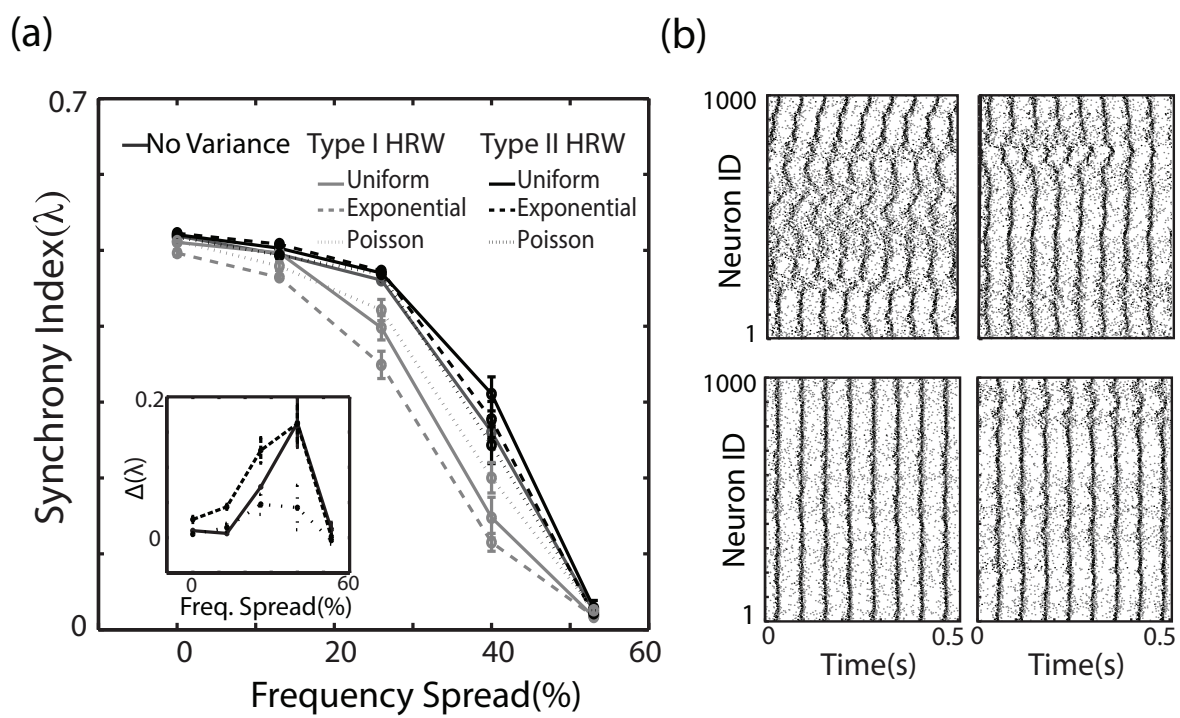 (a)
(b)
0.7
No Variance Type I HRW Type II HRW
Uniform Uniform
Exponential Exponential
Poisson Poisson
Synchrony Index(λ)
0.2
Δ(λ)
0
0 60
Freq. Spread(%)
0
0 20 40 60
Frequency Spread(%)
1000
Neuron ID
1
1000
Neuron ID
1
0 0.5 0 0.5
Time(s) Time(s)